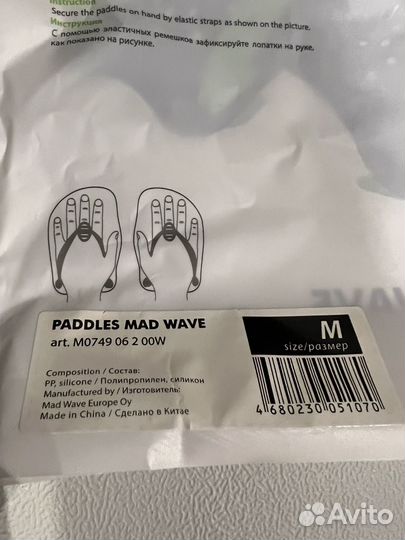 Instruction
Secure the paddles on hand by elastic straps as shown on the picture.
Инструкция
С помощью эластичных ремешков зафиксируйте лопатки на руке,
как показано на рисунке.
WAVE
PADDLES MAD WAVE
art. M0749 06 2 00W
M
size/размер
Composition / Состав:
PP, silicone / Полипропилен, силикон
Manufactured by / Изготовитель:
Mad Wave Europe Oy
Made in China / Сделано в Китае
4 680230 051070
Avito